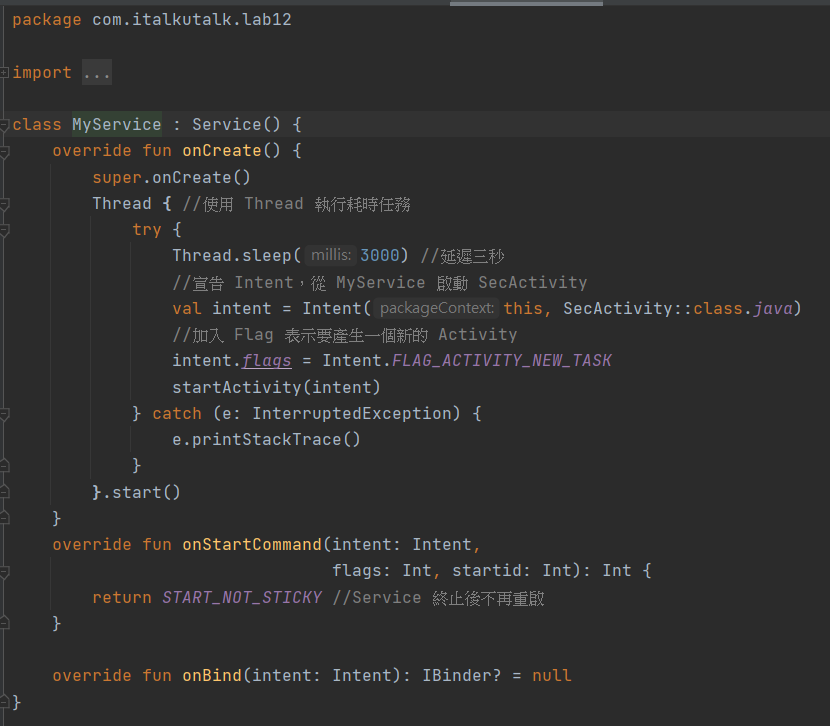 package com.italkutalk.lab12
import ...
class MyService : Service() {
override fun onCreate() {
super.onCreate()
Thread { //使用 Thread 執行耗時任務
try {
Thread.sleep( millis: 3000) //延遲三秒
//宣告 Intent，從 MyService 啟動 SecActivity
val intent = Intent( packageContext: this, SecActivity::class.java)
//加入 Flag 表示要產生一個新的 Activity
intent.flags = Intent.FLAG_ACTIVITY_NEW_TASK
startActivity(intent)
} catch (e: InterruptedException) {
e.printStackTrace()
}
}.start()
}
override fun onStartCommand(intent: Intent,
flags: Int, startid: Int): Int {
return START_NOT_STICKY //Service 終止後不再重啟
}
override fun onBind(intent: Intent): IBinder? = null
}